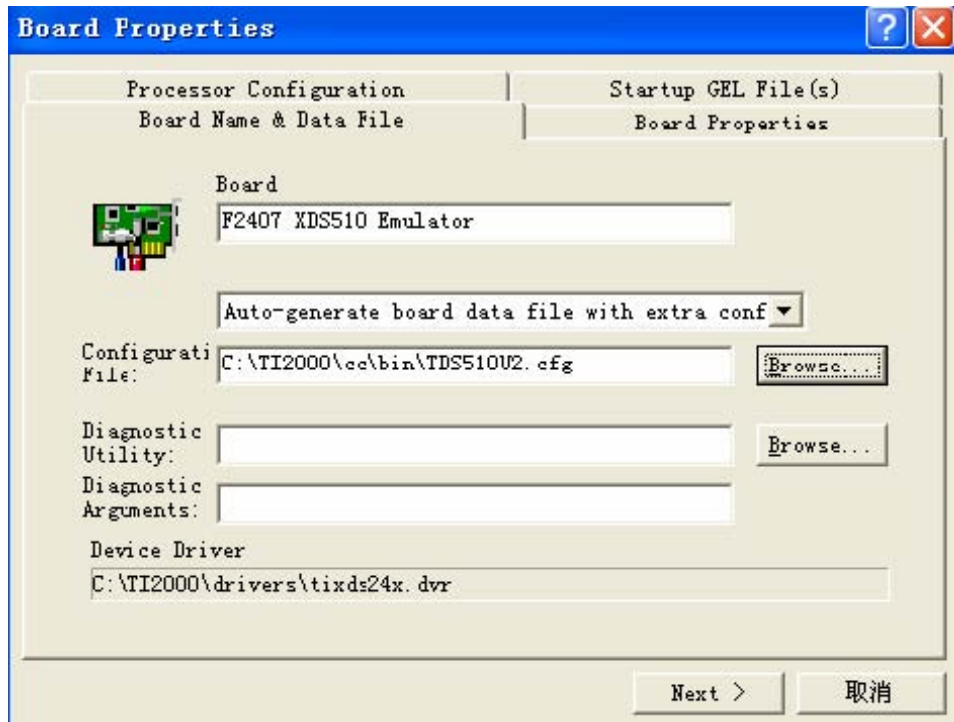 Board Properties
Processor Configuration
Startup GEL File(s)
Board Name & Data File
Board Properties
Board
F2407 XDS510 Emulator
Auto-generate board data file with extra conf
Configurati
File:
C:\TI2000\cc\bin\TDS510U2.cfg
Browse...
Diagnostic
Utility:
Browse...
Diagnostic
Arguments:
Device Driver
C:\TI2000\drivers\tixds24x.dvr
Next >
取消